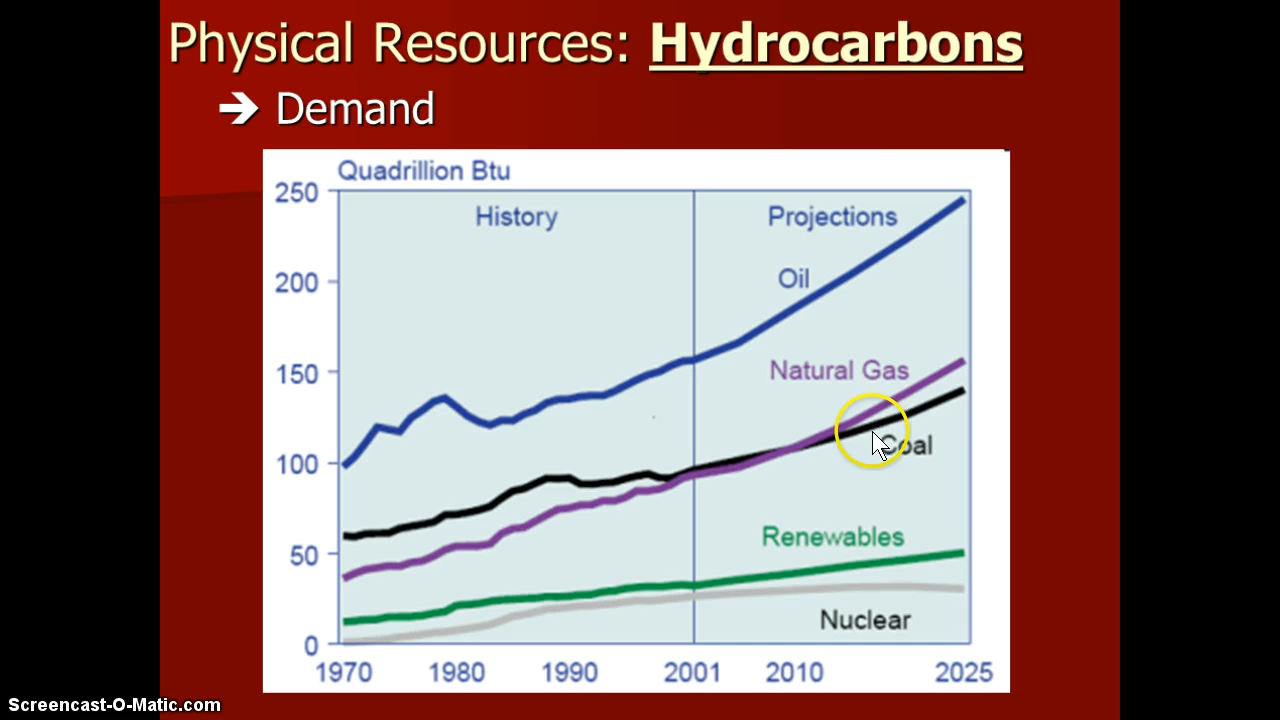 Physical Resources: Hydrocarbons
➔ Demand
Quadrillion Btu
250
History
Projections
200
Oil
150
Natural Gas
100
Coal
Renewables
50
Nuclear
0
1970 1980 1990 2001 2010 2025
Screencast-O-Matic.com